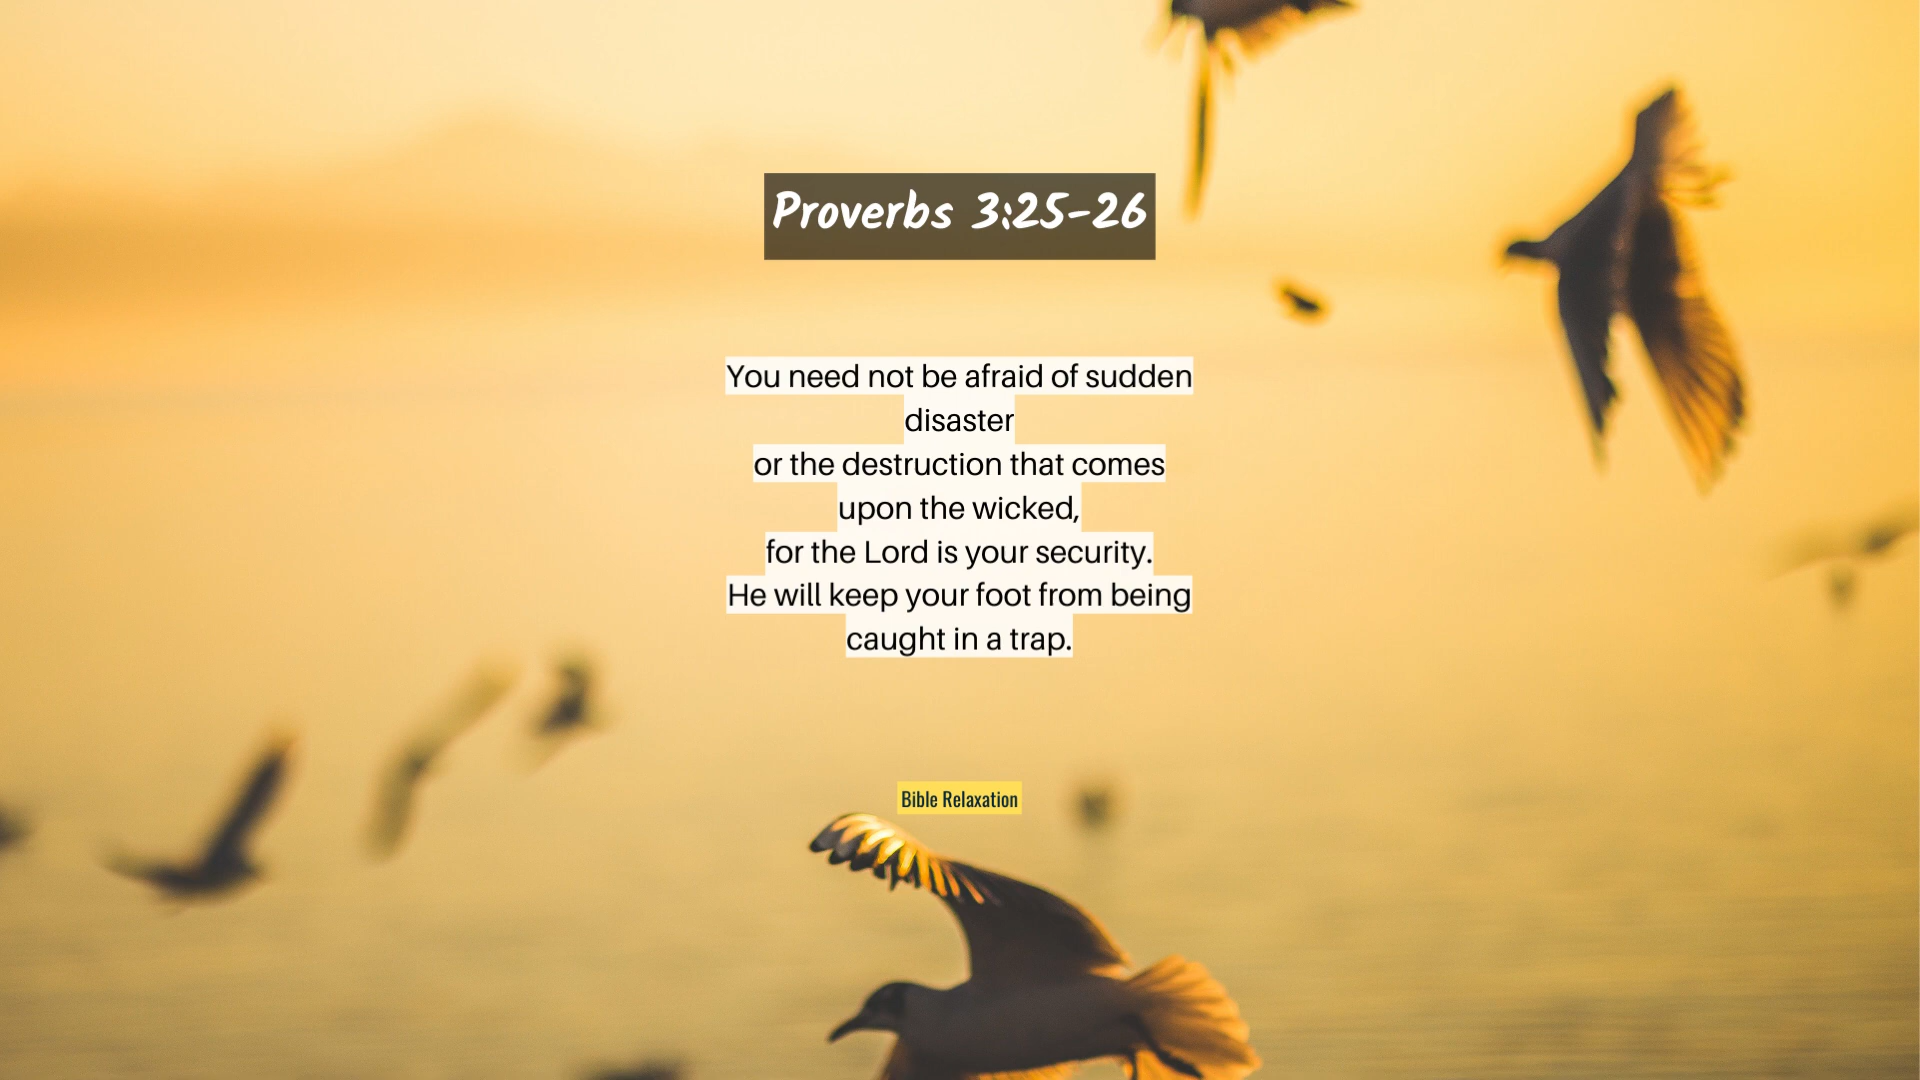 Proverbs 3:25-26
You need not be afraid of sudden
disaster
or the destruction that comes
upon the wicked,
for the Lord is your security.
He will keep your foot from being
caught in a trap.
Bible Relaxation